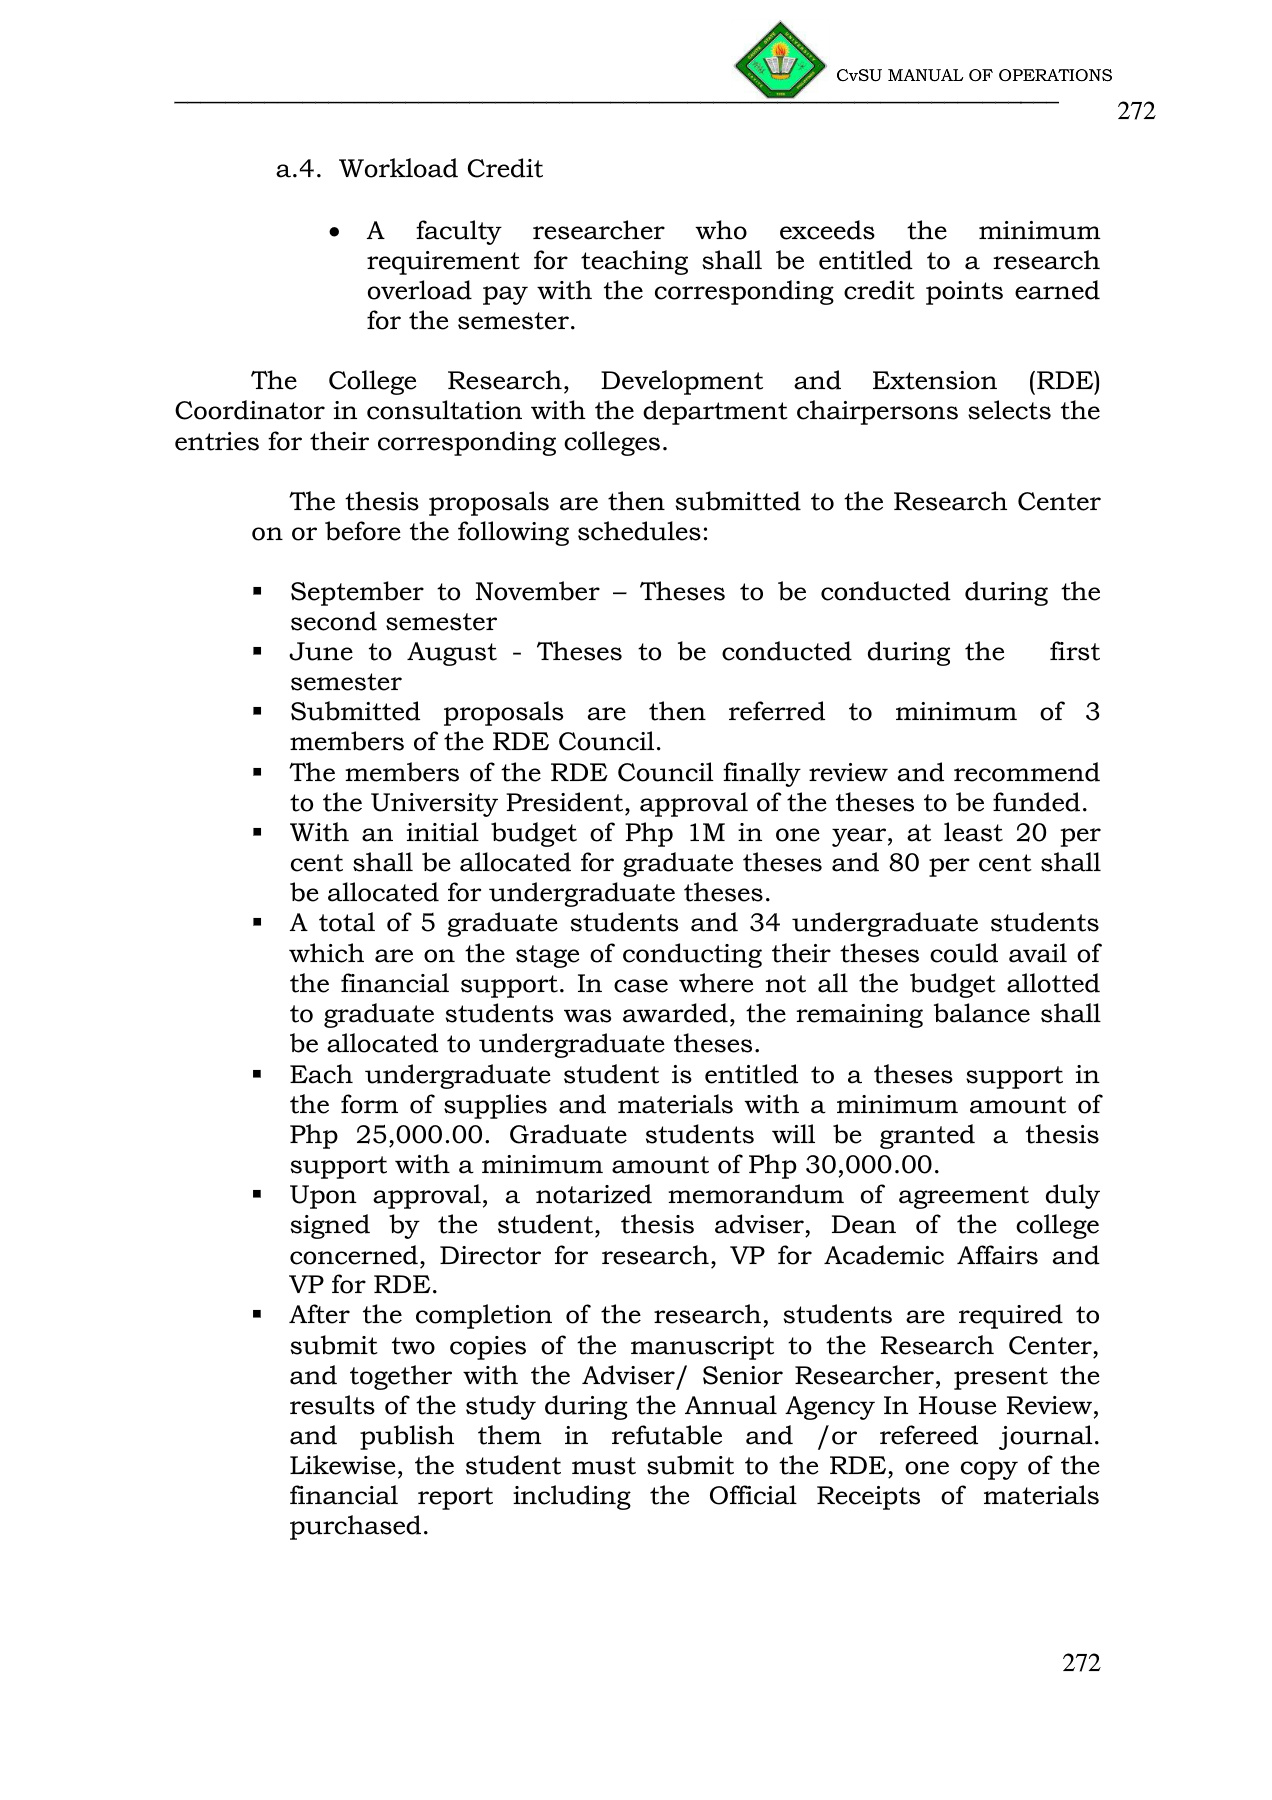 CvSU MANUAL OF OPERATIONS
272
a.4. Workload Credit
• A faculty researcher who exceeds the minimum
requirement for teaching shall be entitled to a research
overload pay with the corresponding credit points earned
for the semester.
The College Research, Development and Extension (RDE)
Coordinator in consultation with the department chairpersons selects the
entries for their corresponding colleges.
The thesis proposals are then submitted to the Research Center
on or before the following schedules:
▪ September to November – Theses to be conducted during the
second semester
▪ June to August - Theses to be conducted during the first
semester
▪ Submitted proposals are then referred to minimum of 3
members of the RDE Council.
▪ The members of the RDE Council finally review and recommend
to the University President, approval of the theses to be funded.
▪ With an initial budget of Php 1M in one year, at least 20 per
cent shall be allocated for graduate theses and 80 per cent shall
be allocated for undergraduate theses.
▪ A total of 5 graduate students and 34 undergraduate students
which are on the stage of conducting their theses could avail of
the financial support. In case where not all the budget allotted
to graduate students was awarded, the remaining balance shall
be allocated to undergraduate theses.
▪ Each undergraduate student is entitled to a theses support in
the form of supplies and materials with a minimum amount of
Php 25,000.00. Graduate students will be granted a thesis
support with a minimum amount of Php 30,000.00.
▪ Upon approval, a notarized memorandum of agreement duly
signed by the student, thesis adviser, Dean of the college
concerned, Director for research, VP for Academic Affairs and
VP for RDE.
▪ After the completion of the research, students are required to
submit two copies of the manuscript to the Research Center,
and together with the Adviser/ Senior Researcher, present the
results of the study during the Annual Agency In House Review,
and publish them in refutable and /or refereed journal.
Likewise, the student must submit to the RDE, one copy of the
financial report including the Official Receipts of materials
purchased.
272